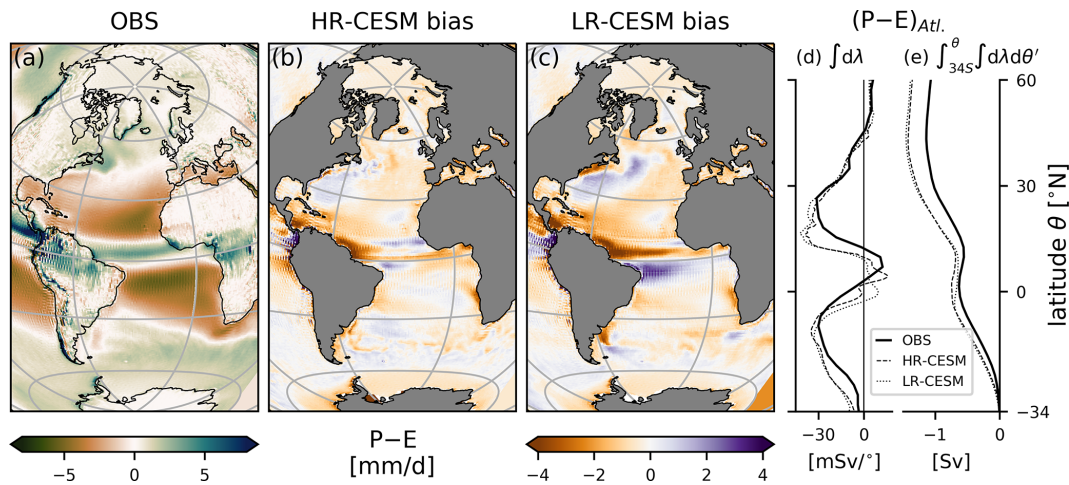 OBS
HR-CESM bias
LR-CESM bias
(P−E)Atl.
(a)
(b)
(c)
(d) ∫dλ
(e) ∫_{34S}^{θ}∫dλdθ′
60
30
0
−34
latitude θ [°N]
OBS
HR-CESM
LR-CESM
−30 0
[mSv/°]
−1 0
[Sv]
−5 0 5
P−E
[mm/d]
−4 −2 0 2 4